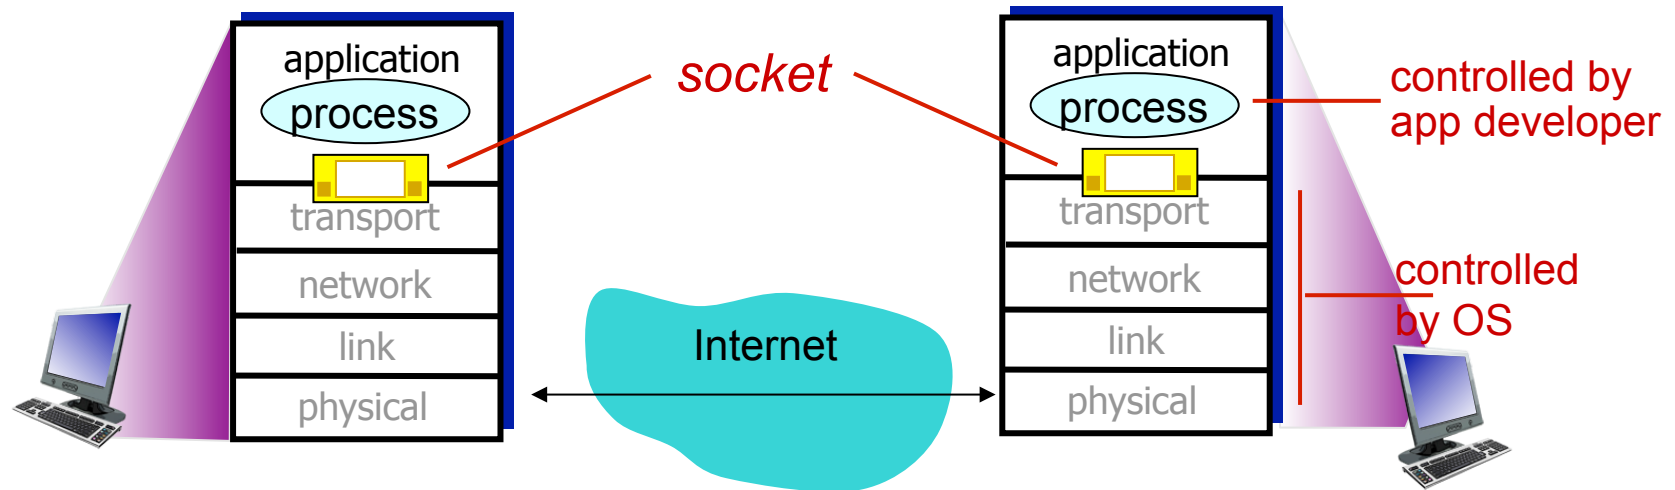 application
process
transport
network
link
physical
socket
Internet
application
process
transport
network
link
physical
controlled by
app developer
controlled
by OS